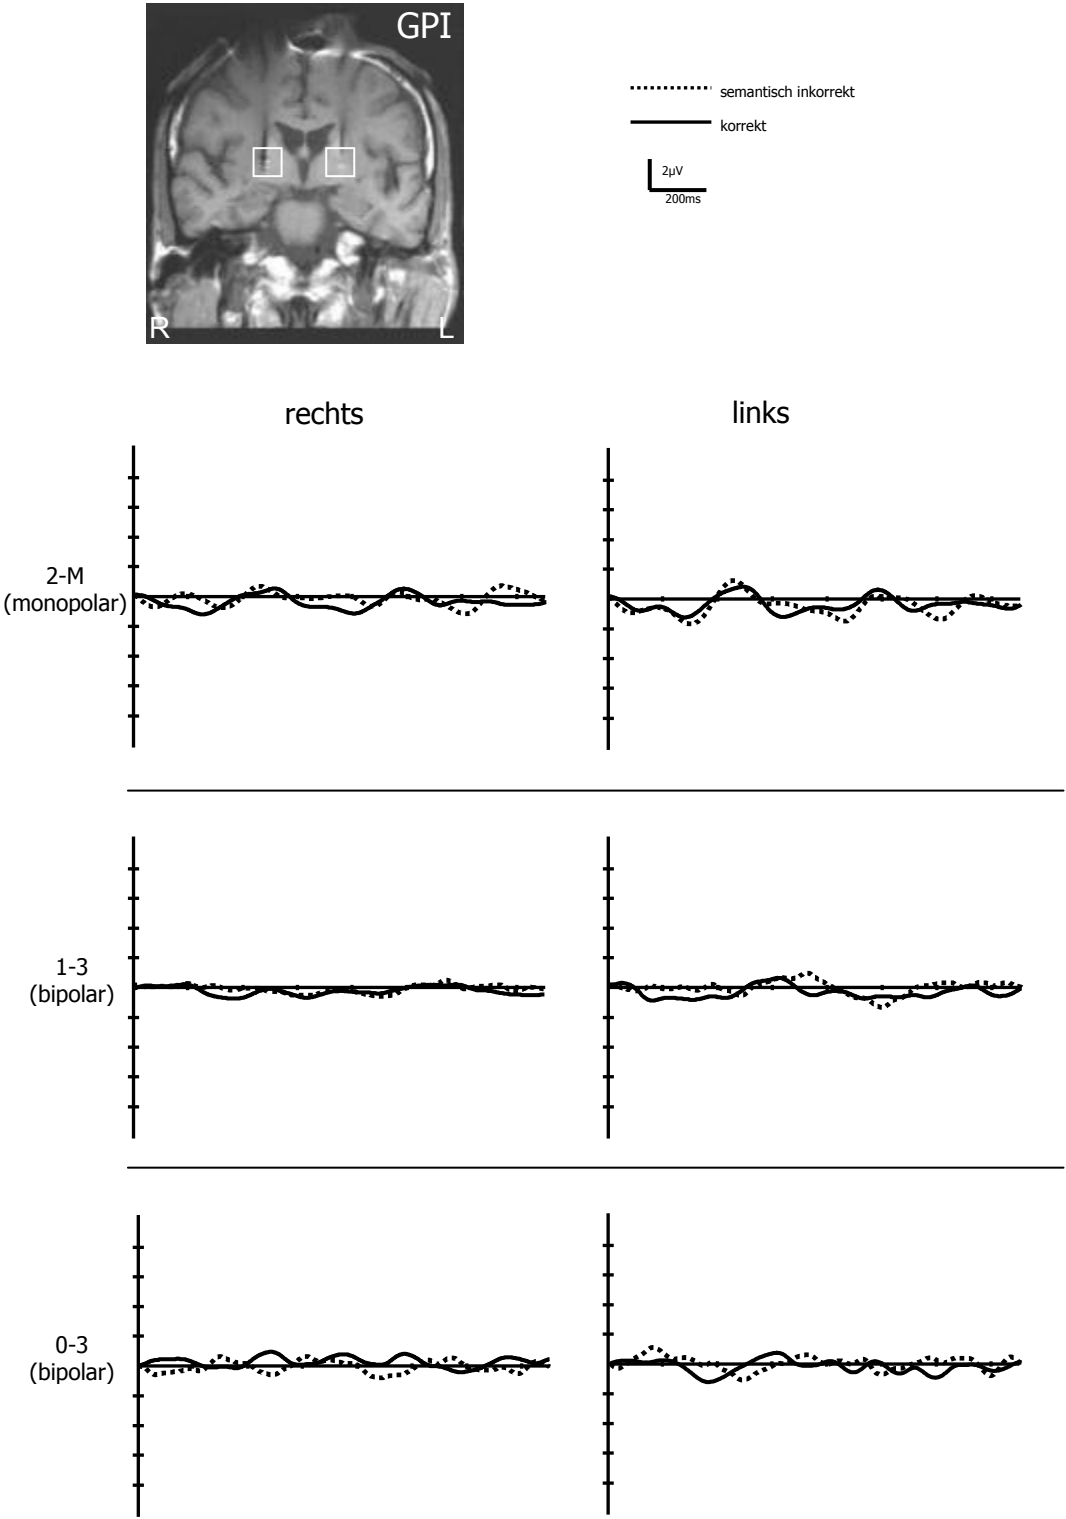 GPI
semantisch inkorrekt
korrekt
2µV
200ms
R
L
rechts
links
2-M
(monopolar)
1-3
(bipolar)
0-3
(bipolar)